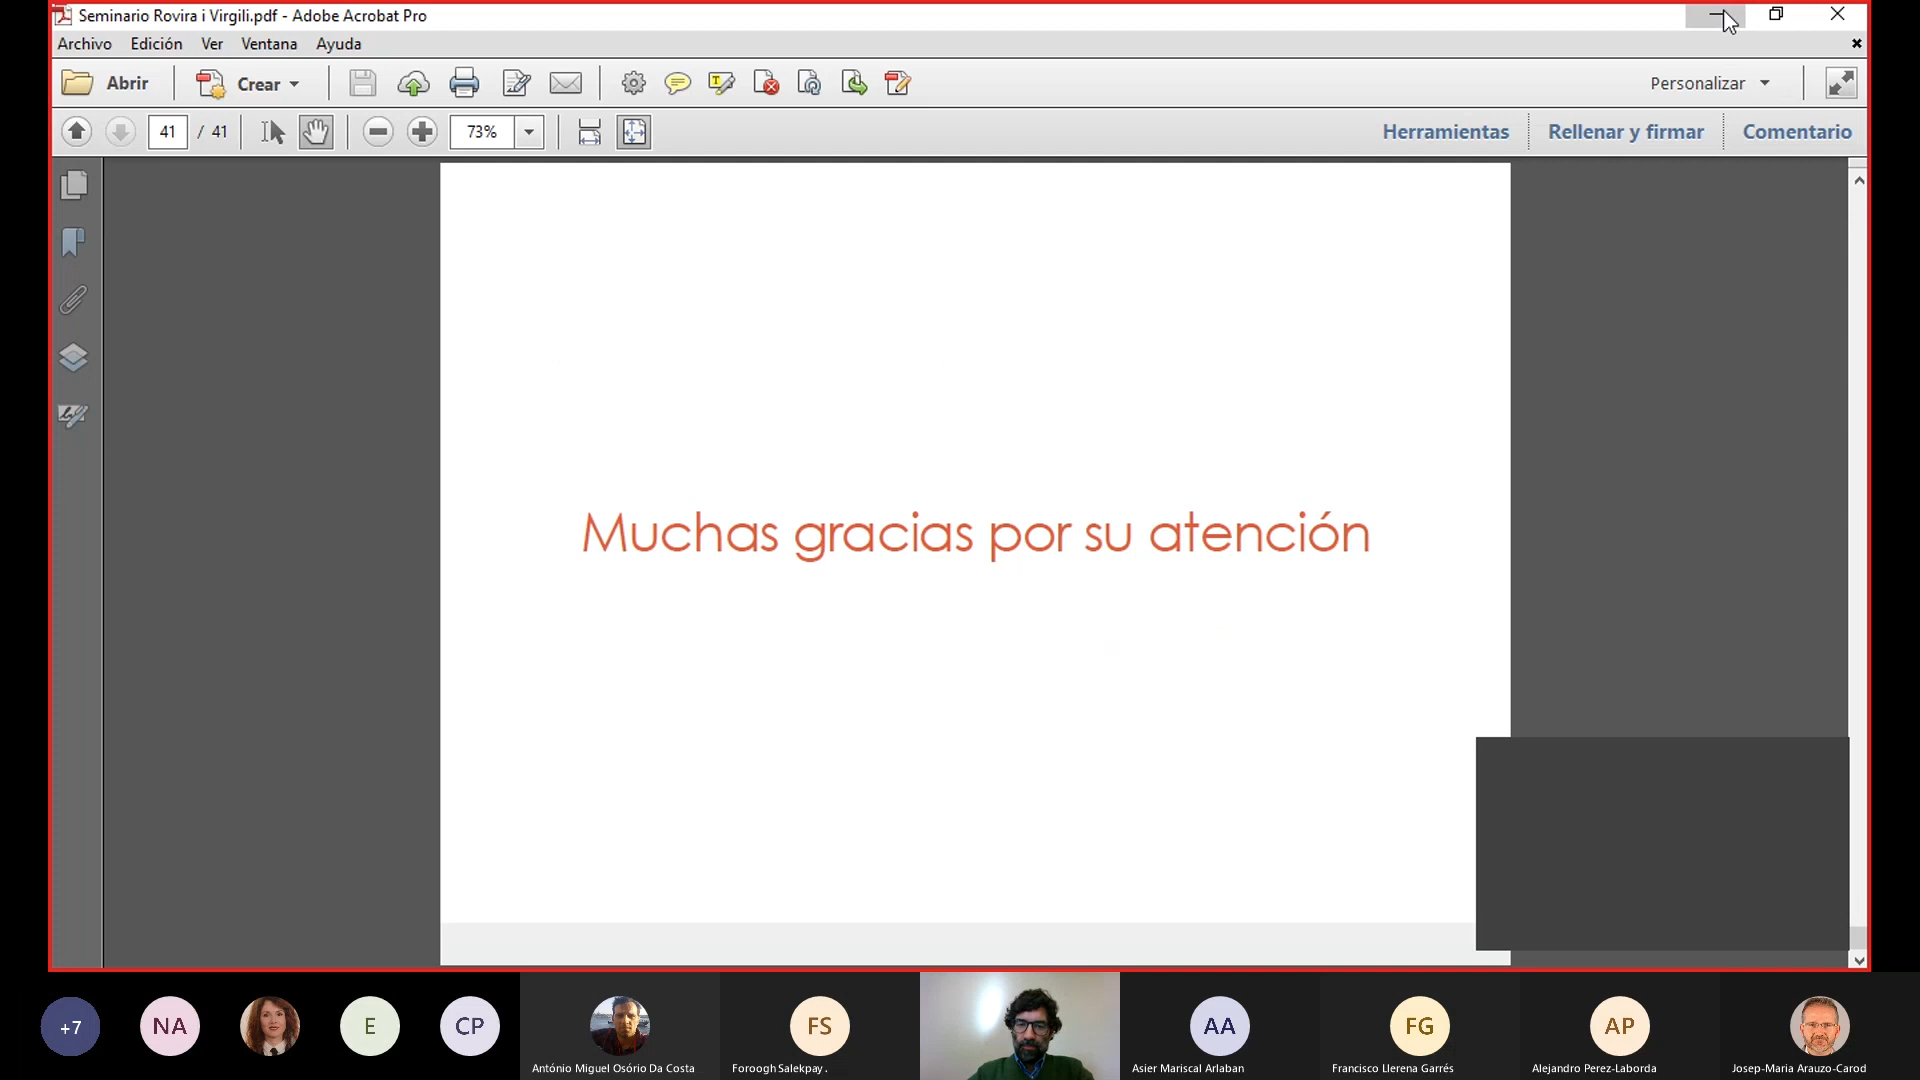 Seminario Rovira i Virgili.pdf - Adobe Acrobat Pro
Archivo Edición Ver Ventana Ayuda
Abrir Crear Personalizar
41 / 41 73% Herramientas Rellenar y firmar Comentario
Muchas gracias por su atención
+7 NA E CP FS AA FG AP
António Miguel Osório Da Costa Foroogh Salekpay . Asier Mariscal Arlaban Francisco Llerena Garrés Alejandro Perez-Laborda Josep-Maria Arauzo-Carod